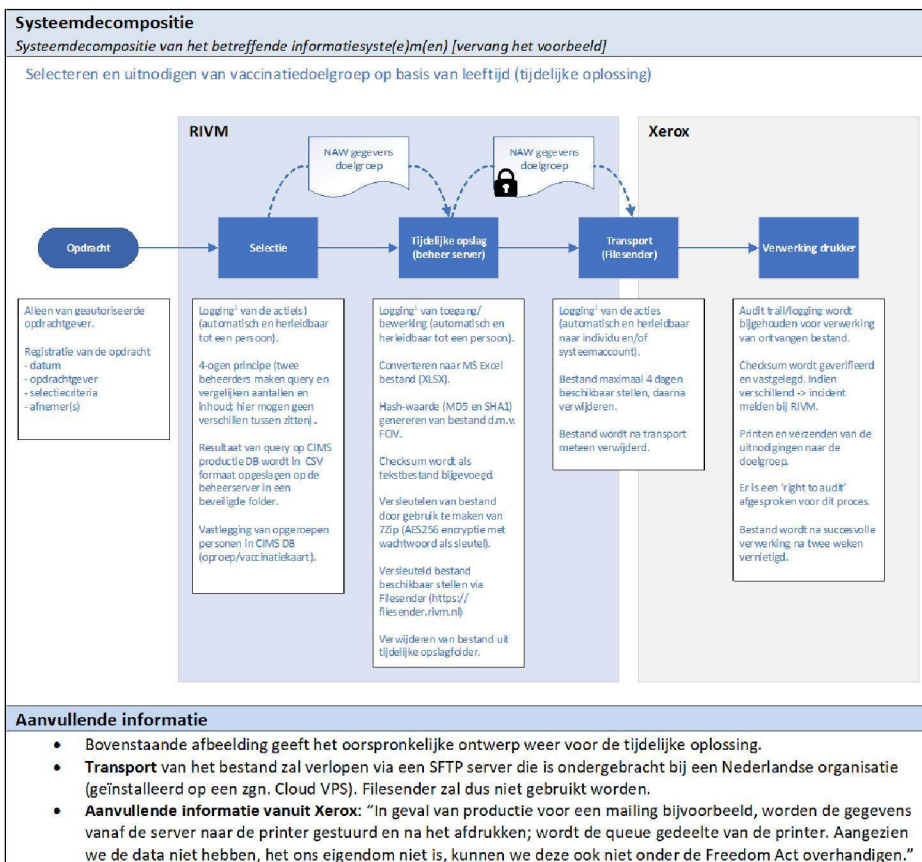 Systeemdecompositie
Systeemdecompositie van het betreffende informatiesyste(e)m(en) [vervang het voorbeeld]
Selecteren en uitnodigen van vaccinatiedoelgroep op basis van leeftijd (tijdelijke oplossing)
RIVM
Xerox
NAW gegevens
doelgroep
NAW gegevens
doelgroep
Opdracht
Selectie
Tijdelijke opslag
(beheer server)
Transport
(Filesender)
Verwerking drukker
Alleen van geautoriseerde
opdrachtgever.
Registratie van de opdracht
- datum
- opdrachtgever
- selectiecriteria
- afnemer(s)
Logging¹ van de actie(s)
(automatisch en herleidbaar
tot een persoon).
4-ogen principe (twee
beheerders maken query en
vergelijken aantallen en
inhoud; hier mogen geen
verschillen tussen zitten).
Resultaat van query op CIMS
productie DB wordt in CSV
formaat opgeslagen op de
beheerserver in een
beveiligde folder.
Vastlegging van opgeroepen
personen in CIMS DB
(oproep/vaccinatiekaart).
Logging¹ van toegang/
bewerking (automatisch en
herleidbaar tot een persoon).
Converteren naar MS Excel
bestand (XLSX).
Hash-waarde (MD5 en SHA1)
genereren van bestand d.m.v.
FCIV.
Checksum wordt als
tekstbestand bijgevoegd.
Versleutelen van bestand
door gebruik te maken van
7Zip (AES256 encryptie met
wachtwoord als sleutel).
Versleuteld bestand
beschikbaar stellen via
Filesender (https://
filesender.rivm.nl)
Verwijderen van bestand uit
tijdelijke opslagfolder.
Logging¹ van de acties
(automatisch en herleidbaar
naar individu en/of
systeemaccount).
Bestand maximaal 4 dagen
beschikbaar stellen, daarna
verwijderen.
Bestand wordt na transport
meteen verwijderd.
Audit trail/logging wordt
bijgehouden voor verwerking
van ontvangen bestand.
Checksum wordt geverifieerd
en vastgelegd. Indien
verschillend -> incident
melden bij RIVM.
Printen en verzenden van de
uitnodigingen naar de
doelgroep.
Er is een 'right to audit'
afgesproken voor dit proces.
Bestand wordt na succesvolle
verwerking na twee weken
vernietigd.
Aanvullende informatie
• Bovenstaande afbeelding geeft het oorspronkelijke ontwerp weer voor de tijdelijke oplossing.
• Transport van het bestand zal verlopen via een SFTP server die is ondergebracht bij een Nederlandse organisatie
(geïnstalleerd op een zgn. Cloud VPS). Filesender zal dus niet gebruikt worden.
• Aanvullende informatie vanuit Xerox: "In geval van productie voor een mailing bijvoorbeeld, worden de gegevens
vanaf de server naar de printer gestuurd en na het afdrukken; wordt de queue gedeelte van de printer. Aangezien
we de data niet hebben, het ons eigendom niet is, kunnen we deze ook niet onder de Freedom Act overhandigen."